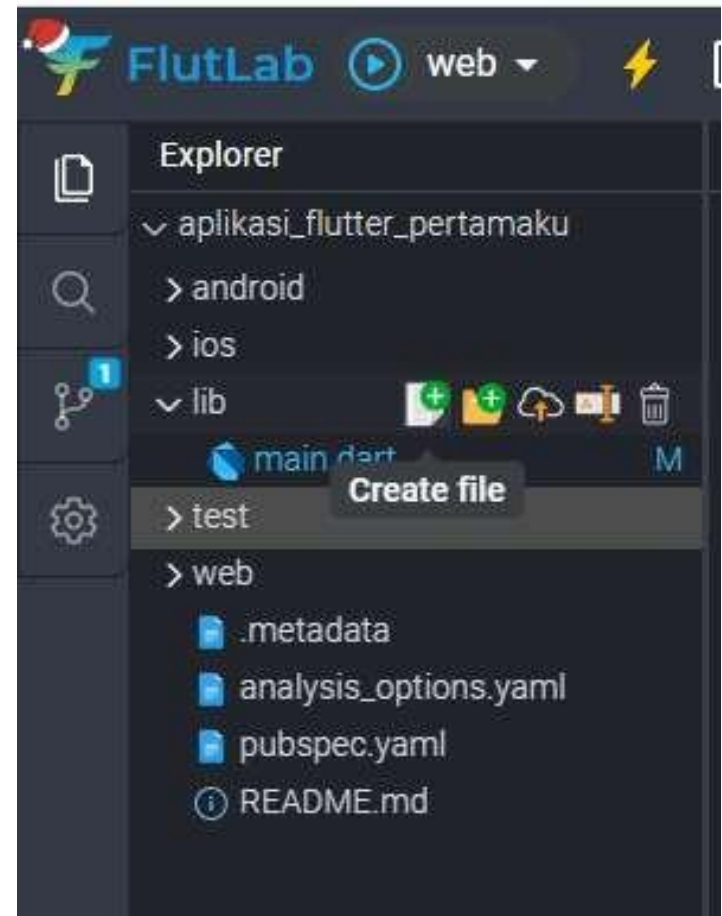 FlutLab web
Explorer
aplikasi_flutter_pertamaku
android
ios
1
lib
main.dart M
Create file
test
web
.metadata
analysis_options.yaml
pubspec.yaml
README.md